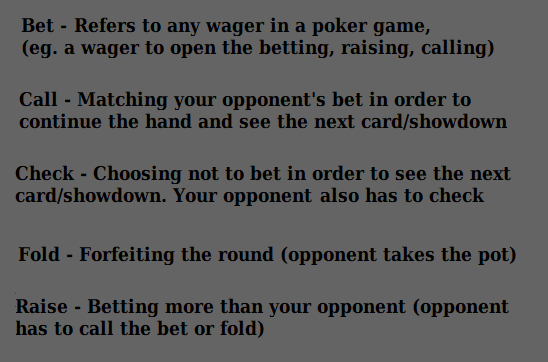 Bet - Refers to any wager in a poker game,
(eg. a wager to open the betting, raising, calling)
Call - Matching your opponent's bet in order to
continue the hand and see the next card/showdown
Check - Choosing not to bet in order to see the next
card/showdown. Your opponent also has to check
Fold - Forfeiting the round (opponent takes the pot)
Raise - Betting more than your opponent (opponent
has to call the bet or fold)